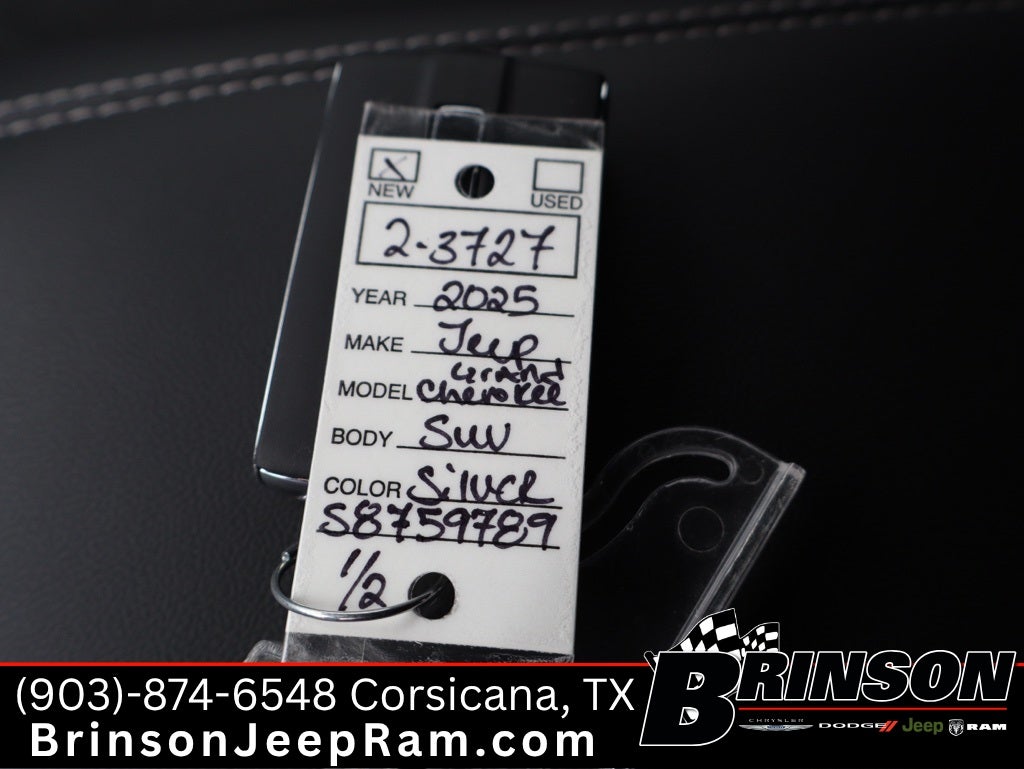 NEW USED
2-3727
YEAR 2025
MAKE Jeep
Grand
MODEL Cherokee
BODY SUV
COLOR Silver
S8759789
1/2
BRINSON
CHRYSLER DODGE Jeep RAM
(903)-874-6548 Corsicana, TX
BrinsonJeepRam.com